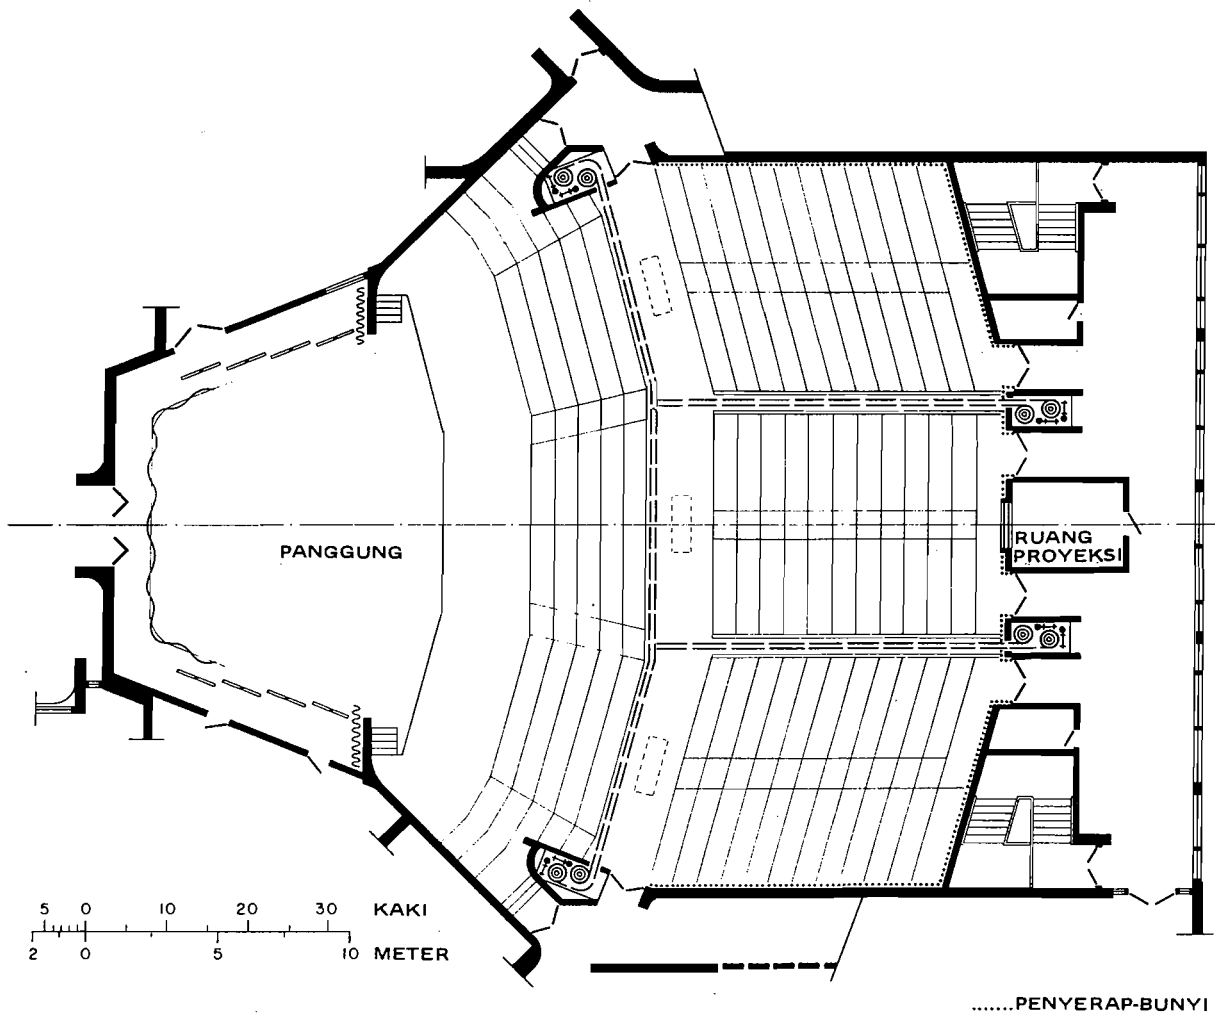 PANGGUNG
RUANG
PROYEKSI
5 0 10 20 30 KAKI
2 0 5 10 METER
.......PENYERAP-BUNYI